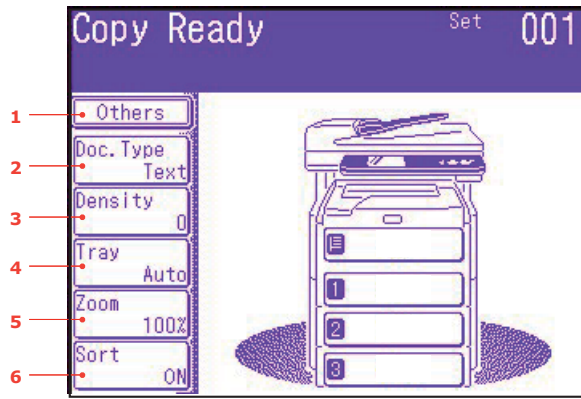 Copy Ready Set 001
1 Others
2 Doc.Type
Text
3 Density
0
4 Tray
Auto
5 Zoom
100%
6 Sort
ON
1
2
3